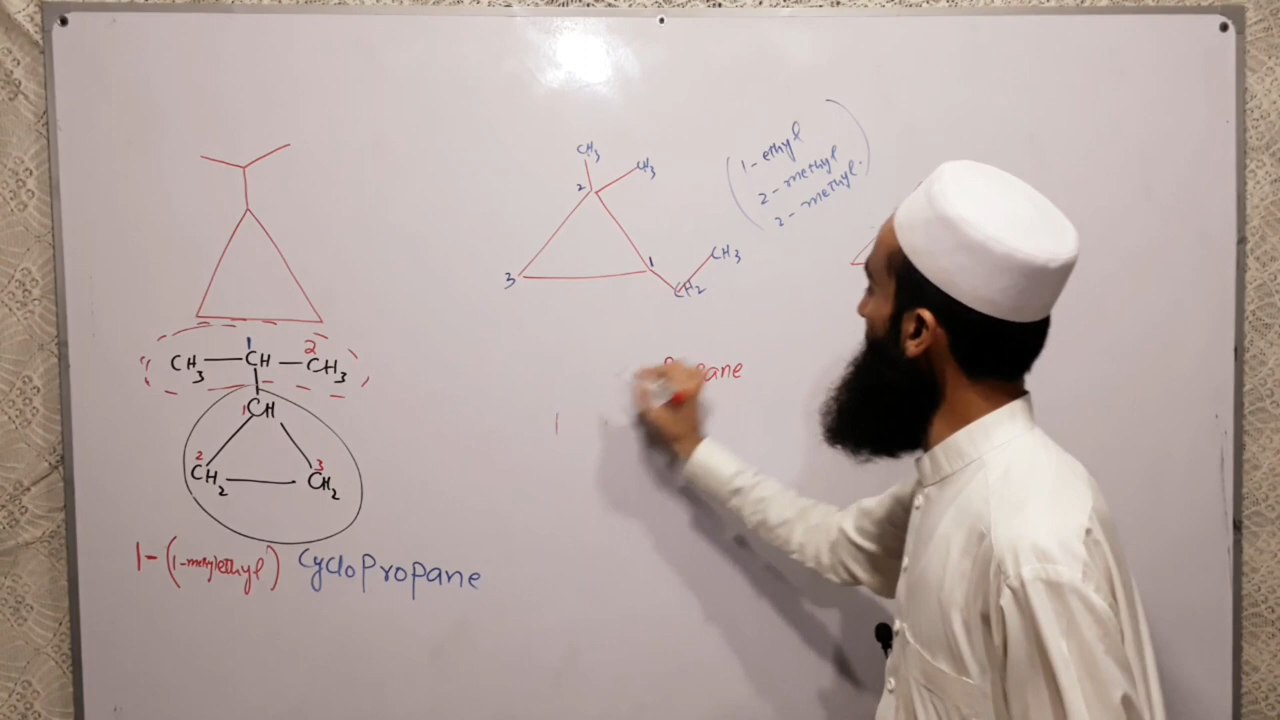 CH3
CH3
2
3
1
CH2
CH3
1-ethyl
2-methyl
2-methyl.
CH3 — CH — CH3
1
2
1 CH
2
CH2
3
CH2
1-(1-methylethyl) CycloPropane
1